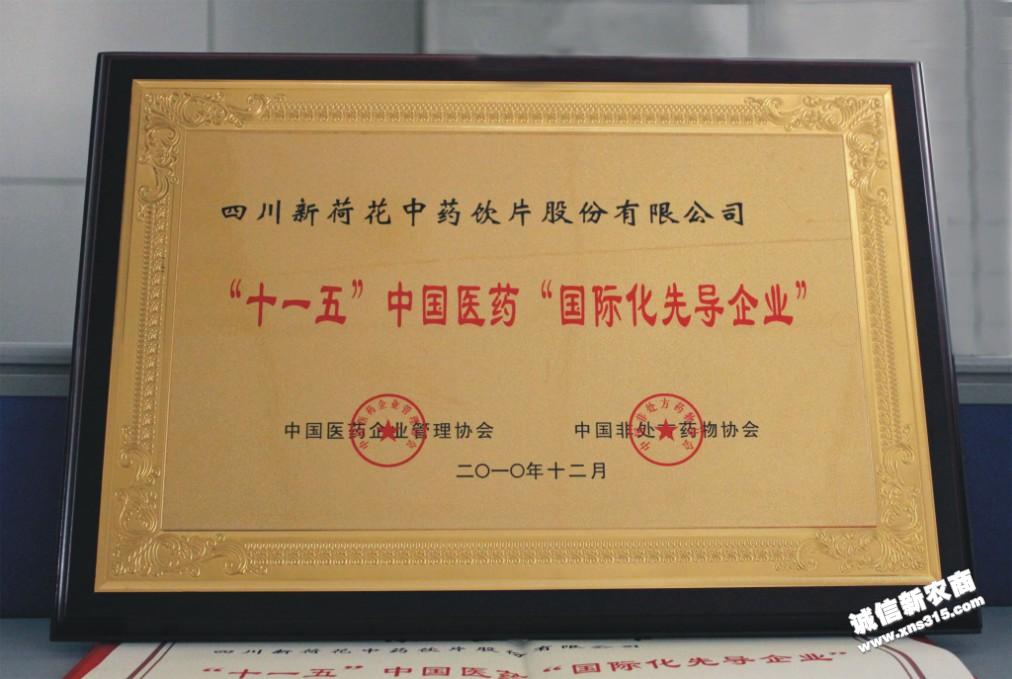 四川新荷花中药饮片股份有限公司
“十一五”中国医药“国际化先导企业”
中国医药企业管理协会 中国非处方药物协会
二〇一〇年十二月
诚信新农商
www.xns315.com
四川新荷花中药饮片股份有限公司
“十一五”中国医药“国际化先导企业”